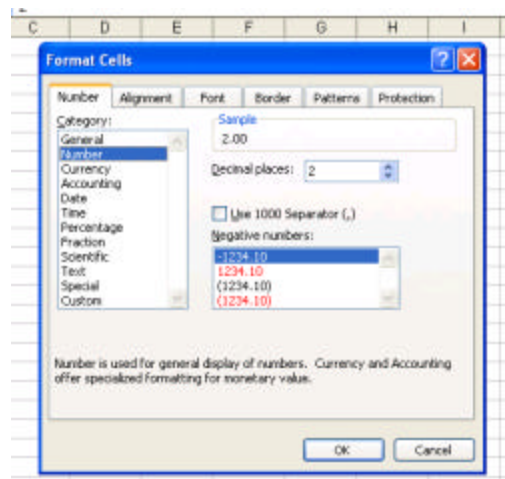 C D E F G H I
Format Cells
Number Alignment Font Border Patterns Protection
Category:
General
Number
Currency
Accounting
Date
Time
Percentage
Fraction
Scientific
Text
Special
Custom
Sample
2.00
Decimal places: 2
Use 1000 Separator (,)
Negative numbers:
-1234.10
1234.10
(1234.10)
(1234.10)
Number is used for general display of numbers. Currency and Accounting
offer specialized formatting for monetary value.
OK Cancel